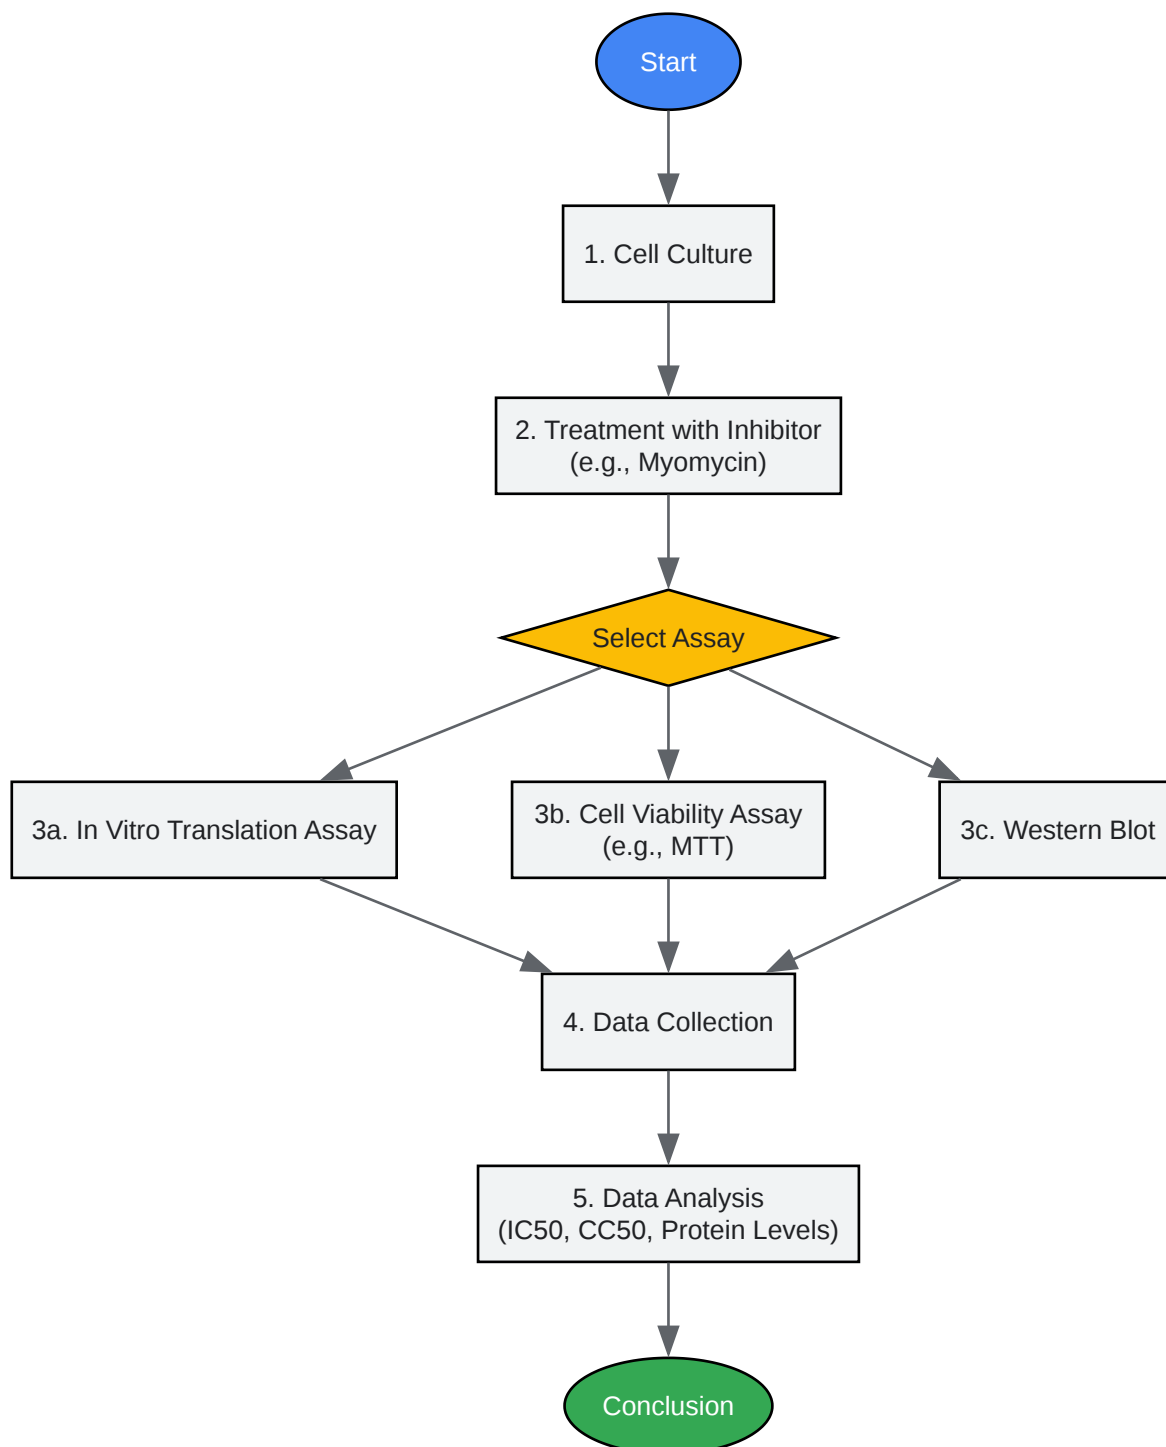 Start
1. Cell Culture
2. Treatment with Inhibitor
(e.g., Myomycin)
Select Assay
3a. In Vitro Translation Assay
3b. Cell Viability Assay
(e.g., MTT)
3c. Western Blot
4. Data Collection
5. Data Analysis
(IC50, CC50, Protein Levels)
Conclusion